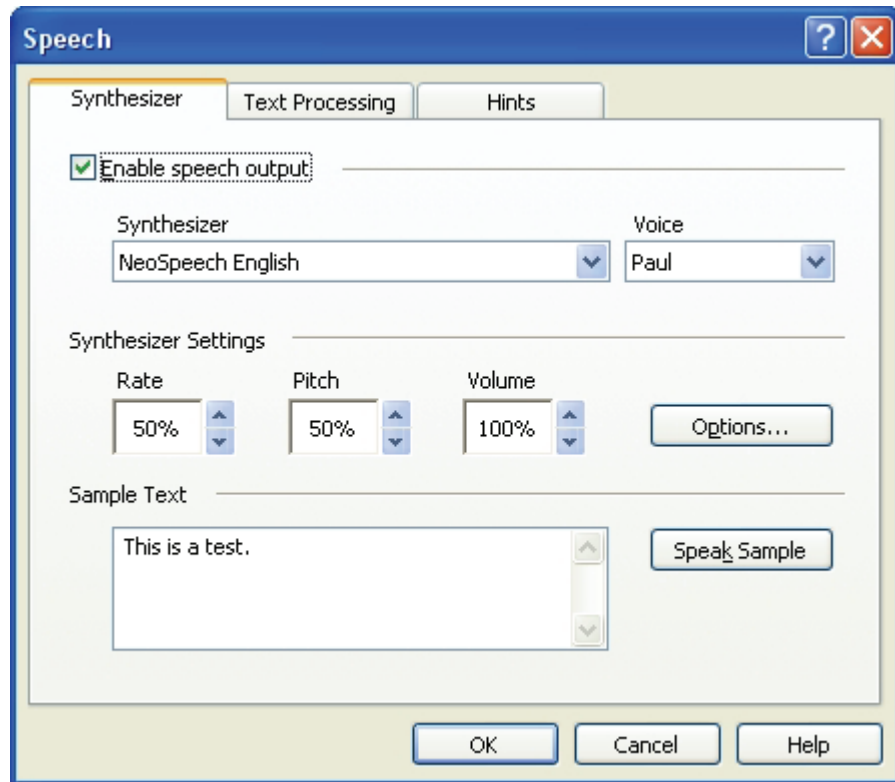 Speech
Synthesizer Text Processing Hints
Enable speech output
Synthesizer Voice
NeoSpeech English Paul
Synthesizer Settings
Rate Pitch Volume
50% 50% 100% Options...
Sample Text
This is a test. Speak Sample
OK Cancel Help